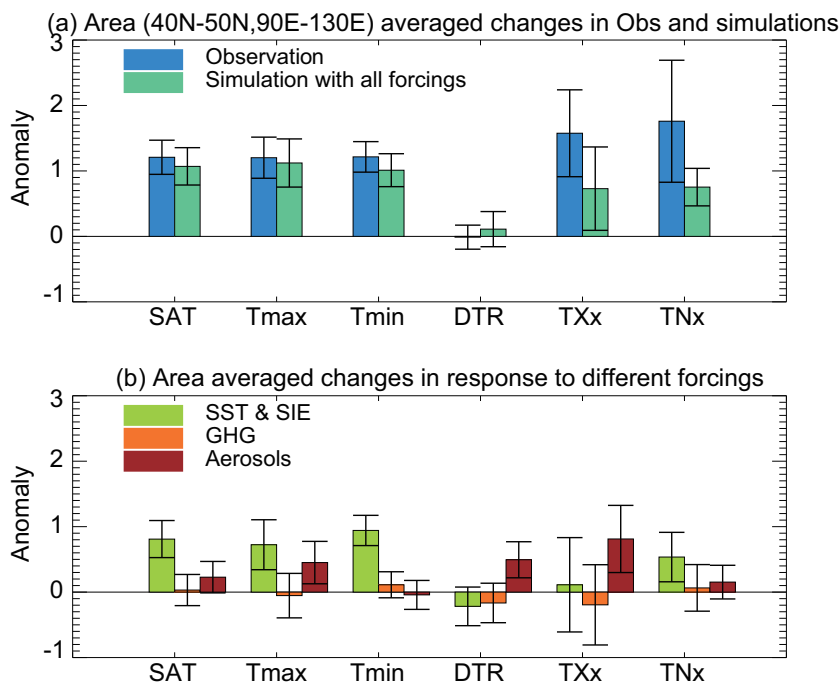 (a) Area (40N-50N,90E-130E) averaged changes in Obs and simulations
3
Observation
Simulation with all forcings
2
Anomaly
1
0
-1
SAT Tmax Tmin DTR TXx TNx
(b) Area averaged changes in response to different forcings
3
SST & SIE
GHG
Aerosols
2
Anomaly
1
0
-1
SAT Tmax Tmin DTR TXx TNx